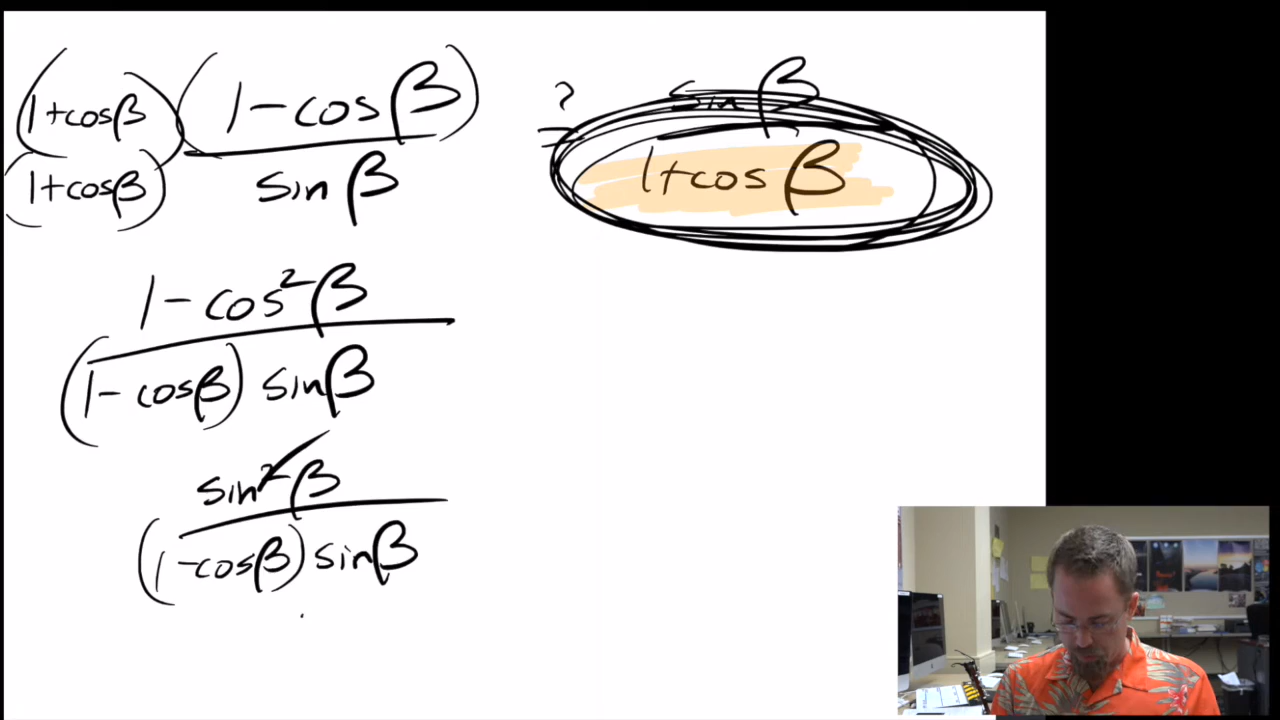 (1+cosβ) (1-cosβ) ? sinβ
(1+cosβ) sinβ = 1+cosβ
1-cos²β
(1-cosβ) sinβ
sin²β
(1-cosβ) sinβ